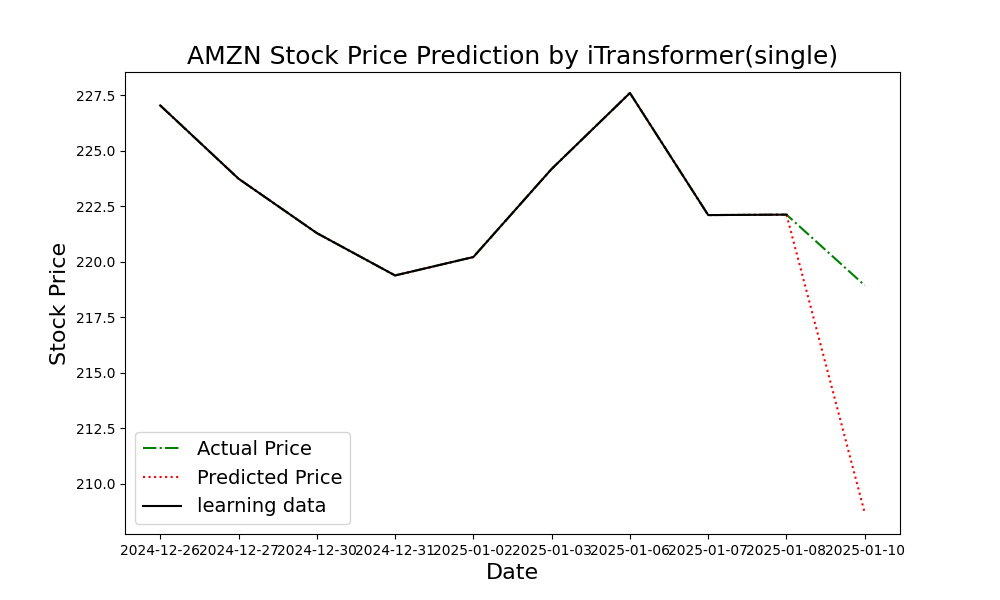 AMZN Stock Price Prediction by iTransformer(single)
227.5
225.0
222.5
220.0
217.5
215.0
212.5
210.0
Stock Price
Actual Price
Predicted Price
learning data
2024-12-26 2024-12-27 2024-12-30 2024-12-31 2025-01-02 2025-01-03 2025-01-06 2025-01-07 2025-01-08 2025-01-10
Date